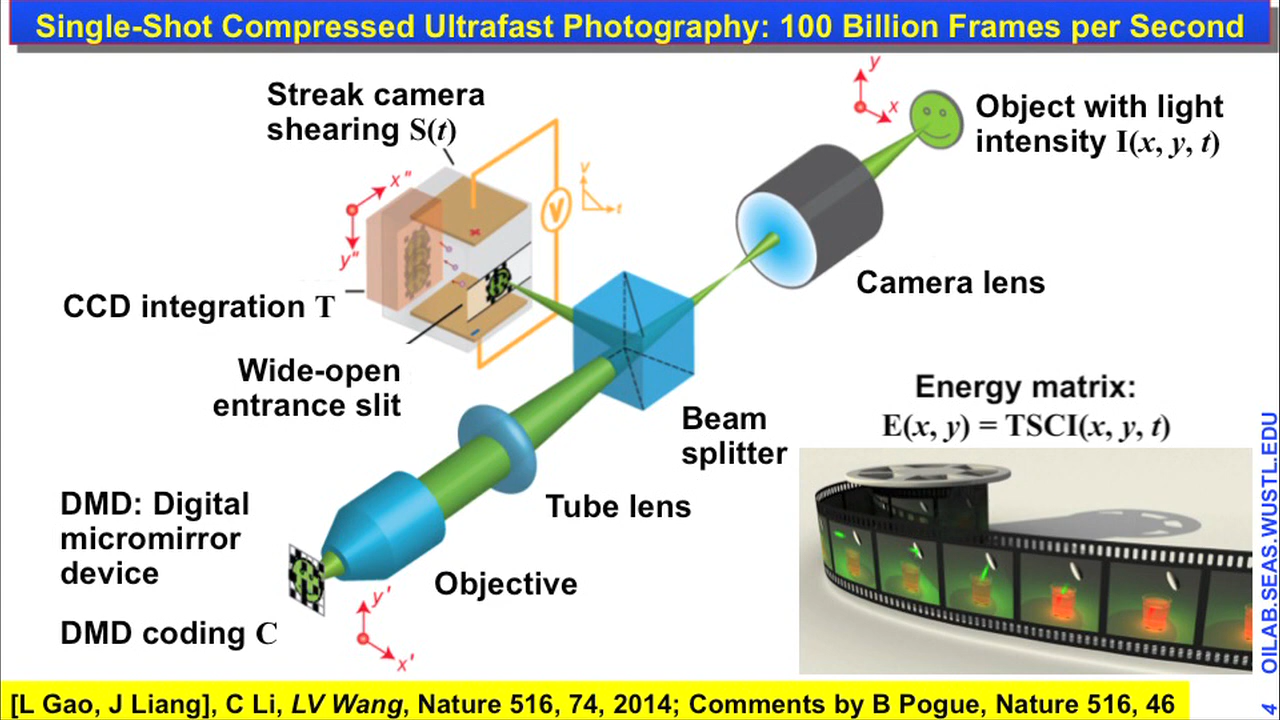 Single-Shot Compressed Ultrafast Photography: 100 Billion Frames per Second
Streak camera
shearing S(t)
y
x
Object with light
intensity I(x, y, t)
x"
y"
V
v
t
CCD integration T
Wide-open
entrance slit
Camera lens
Beam
splitter
Energy matrix:
E(x, y) = TSCI(x, y, t)
Tube lens
DMD: Digital
micromirror
device
Objective
DMD coding C
y'
x'
OILAB.SEAS.WUSTL.EDU
4
[L Gao, J Liang], C Li, LV Wang, Nature 516, 74, 2014; Comments by B Pogue, Nature 516, 46